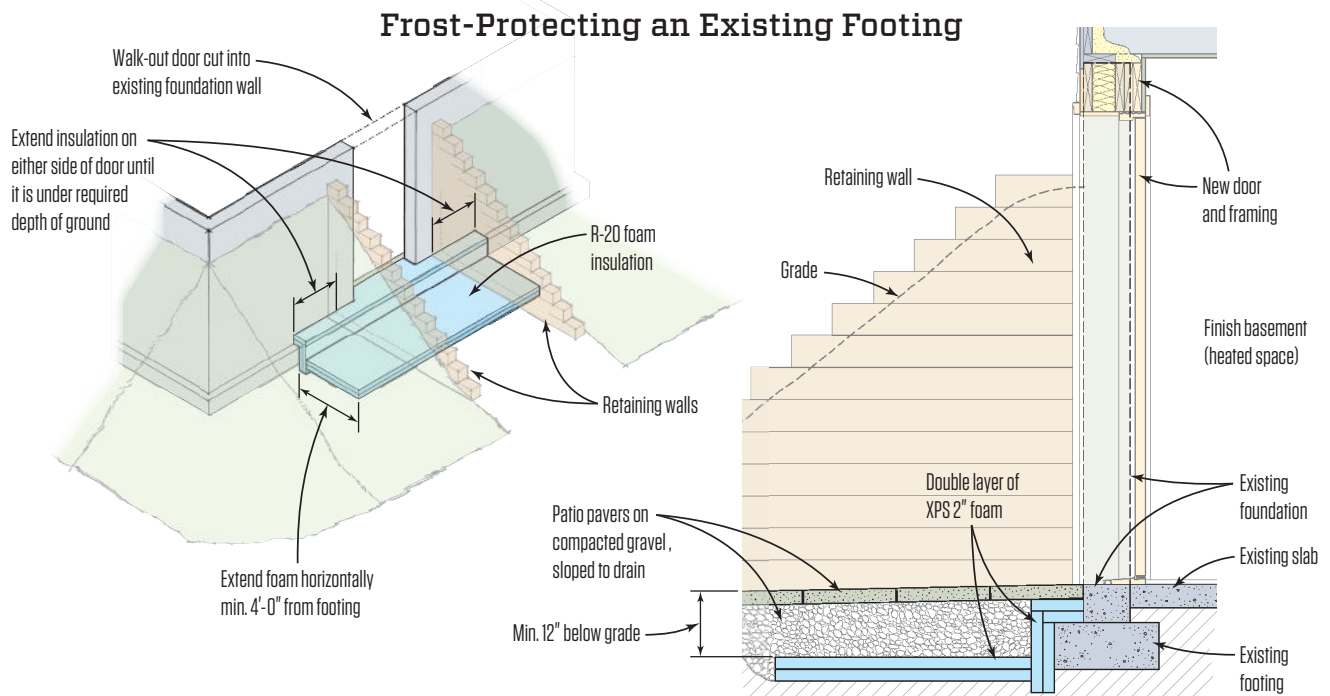 Frost-Protecting an Existing Footing
Walk-out door cut into
existing foundation wall
Extend insulation on
either side of door until
it is under required
depth of ground
R-20 foam
insulation
Retaining walls
Extend foam horizontally
min. 4'-0" from footing
Retaining wall
Grade
New door
and framing
Finish basement
(heated space)
Double layer of
XPS 2" foam
Patio pavers on
compacted gravel,
sloped to drain
Min. 12" below grade
Existing
foundation
Existing slab
Existing
footing